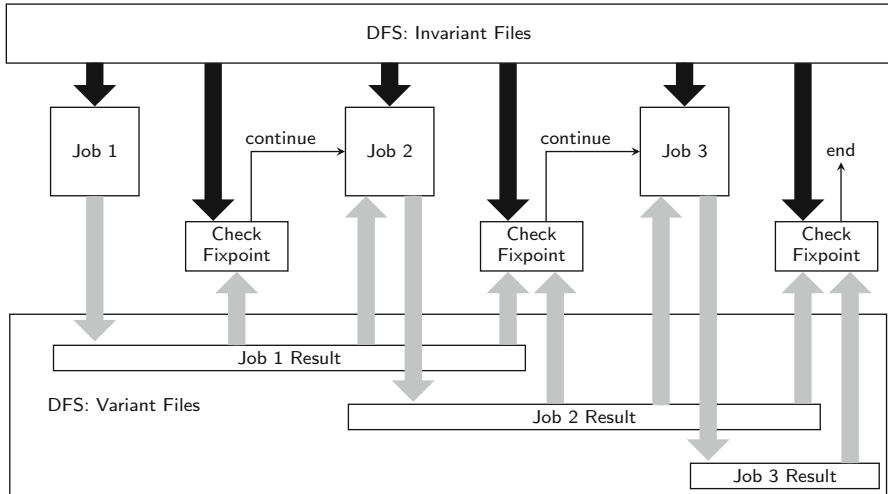 DFS: Invariant Files
Job 1
continue
Job 2
continue
Job 3
end
Check
Fixpoint
Check
Fixpoint
Check
Fixpoint
Job 1 Result
DFS: Variant Files
Job 2 Result
Job 3 Result